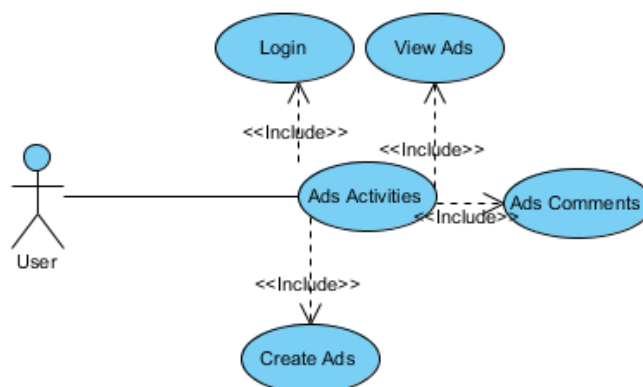 Login
View Ads
<<Include>>
<<Include>>
Ads Activities
Ads Comments
<<Include>>
User
<<Include>>
Create Ads